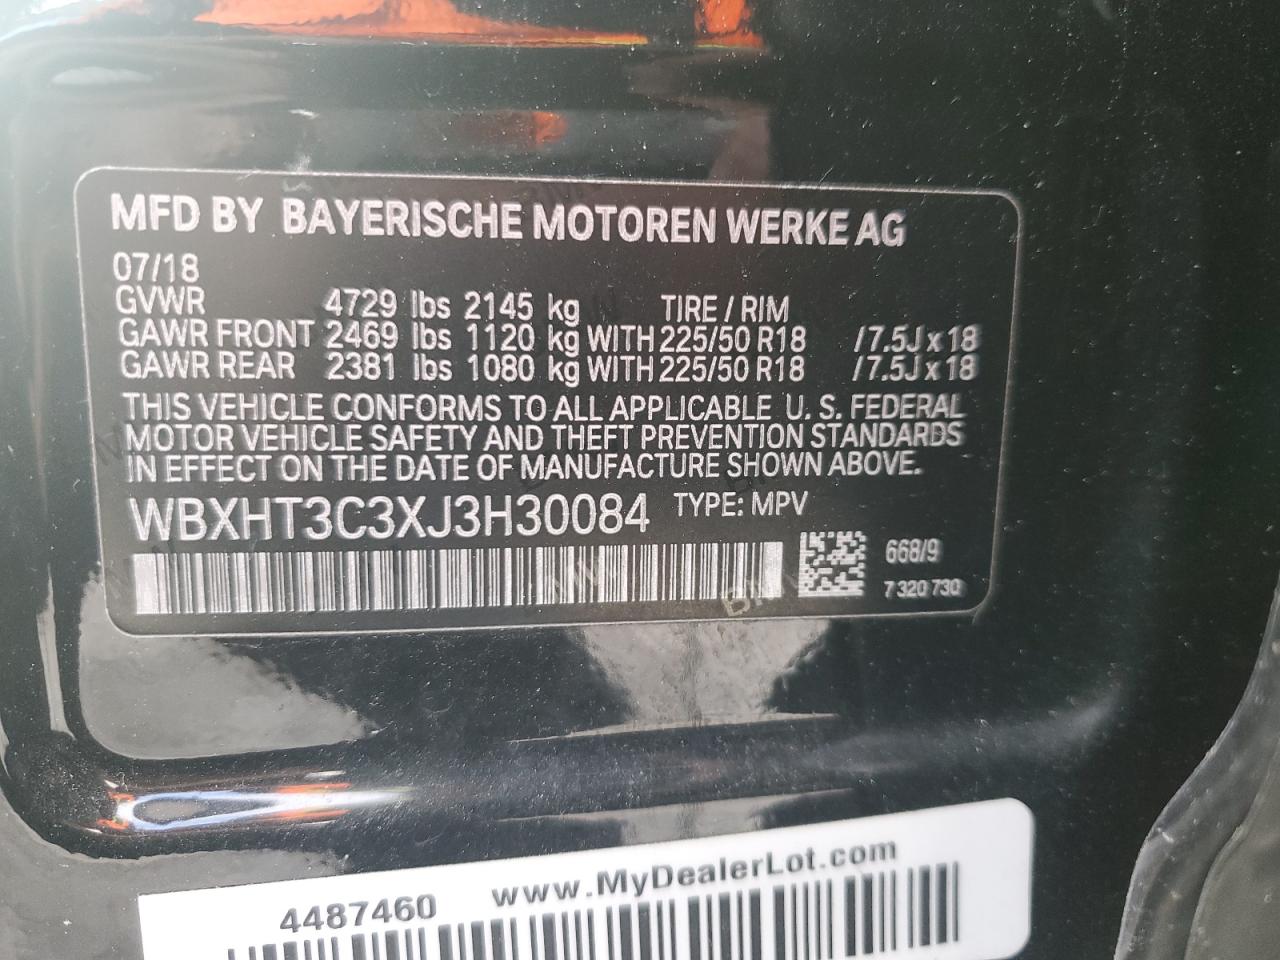 MFD BY BAYERISCHE MOTOREN WERKE AG
07/18
GVWR 4729 lbs 2145 kg TIRE / RIM
GAWR FRONT 2469 lbs 1120 kg WITH 225/50 R18 /7.5J x 18
GAWR REAR 2381 lbs 1080 kg WITH 225/50 R18 /7.5J x 18
THIS VEHICLE CONFORMS TO ALL APPLICABLE U. S. FEDERAL
MOTOR VEHICLE SAFETY AND THEFT PREVENTION STANDARDS
IN EFFECT ON THE DATE OF MANUFACTURE SHOWN ABOVE.
WBXHT3C3XJ3H30084 TYPE: MPV
668/9
7 320 730
4487460 www.MyDealerLot.com